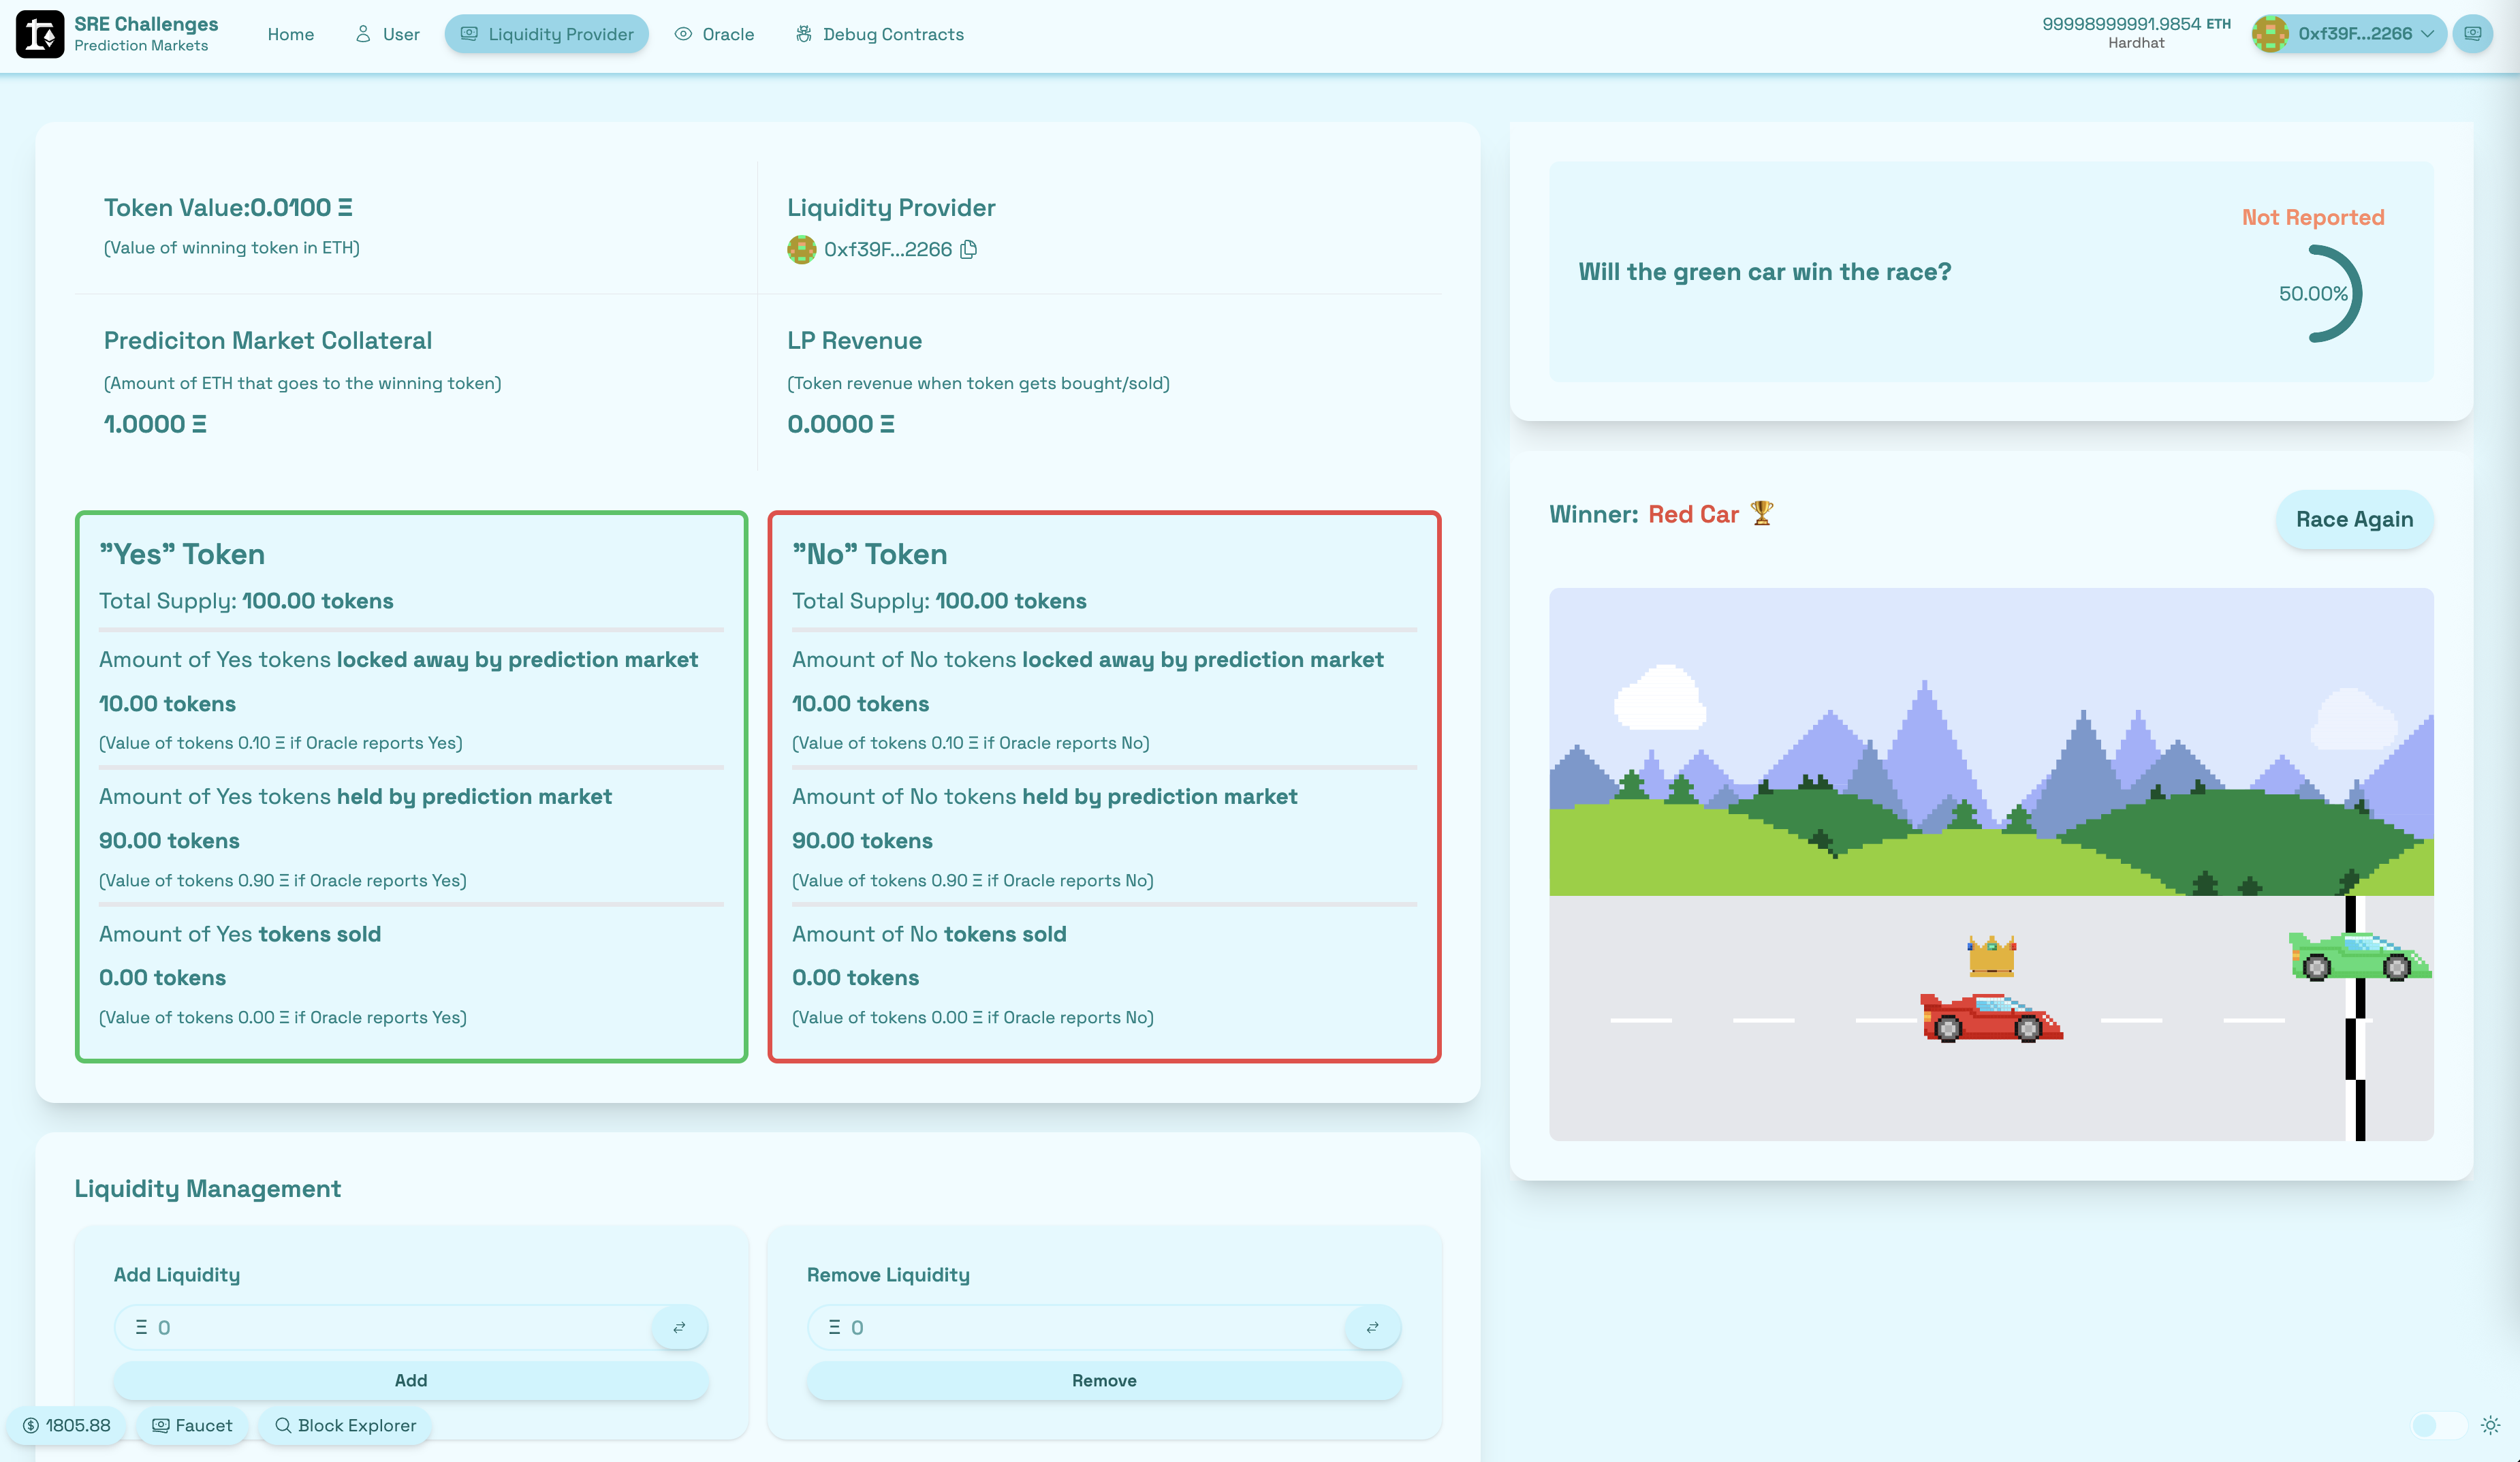 SRE Challenges
Prediction Markets
Home
User
Liquidity Provider
Oracle
Debug Contracts
99998999991.9854 ETH
Hardhat
0xf39F...2266
Token Value:0.0100 Ξ
(Value of winning token in ETH)
Liquidity Provider
0xf39F...2266
Prediciton Market Collateral
(Amount of ETH that goes to the winning token)
1.0000 Ξ
LP Revenue
(Token revenue when token gets bought/sold)
0.0000 Ξ
”Yes” Token
Total Supply: 100.00 tokens
Amount of Yes tokens locked away by prediction market
10.00 tokens
(Value of tokens 0.10 Ξ if Oracle reports Yes)
Amount of Yes tokens held by prediction market
90.00 tokens
(Value of tokens 0.90 Ξ if Oracle reports Yes)
Amount of Yes tokens sold
0.00 tokens
(Value of tokens 0.00 Ξ if Oracle reports Yes)
”No” Token
Total Supply: 100.00 tokens
Amount of No tokens locked away by prediction market
10.00 tokens
(Value of tokens 0.10 Ξ if Oracle reports No)
Amount of No tokens held by prediction market
90.00 tokens
(Value of tokens 0.90 Ξ if Oracle reports No)
Amount of No tokens sold
0.00 tokens
(Value of tokens 0.00 Ξ if Oracle reports No)
Liquidity Management
Add Liquidity
Ξ 0
Add
Remove Liquidity
Ξ 0
Remove
Not Reported
Will the green car win the race?
50.00%
Winner: Red Car 🏆
Race Again
1805.88
Faucet
Block Explorer